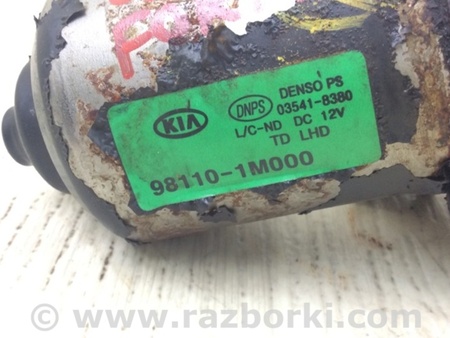 KIA
DNPS
DENSO PS
03541-8380
L/C-ND DC 12V
TD LHD
98110-1M000
© www.razborki.com